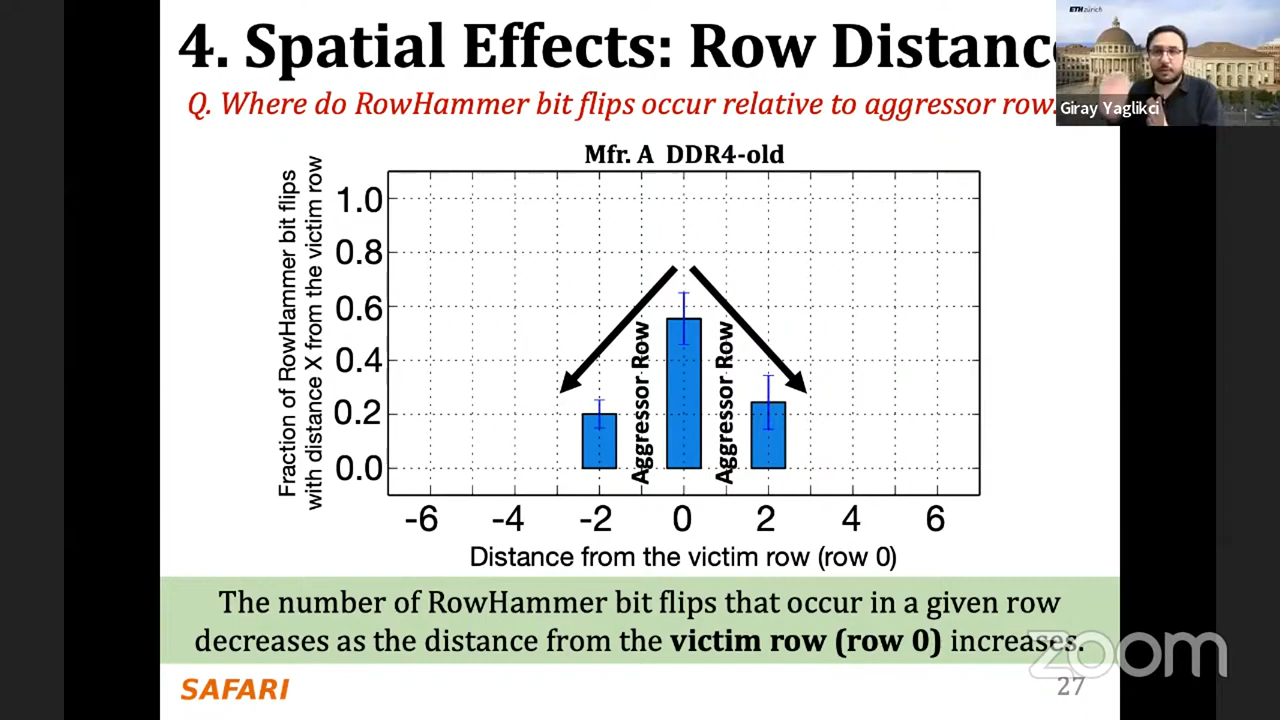 4. Spatial Effects: Row Distanc
Q. Where do RowHammer bit flips occur relative to aggressor row.
ETH zürich
Giray Yaglikci
Mfr. A DDR4-old
Fraction of RowHammer bit flips
with distance X from the victim row
1.0
0.8
0.6
0.4
0.2
0.0
Aggressor Row
Aggressor Row
-6 -4 -2 0 2 4 6
Distance from the victim row (row 0)
The number of RowHammer bit flips that occur in a given row
decreases as the distance from the victim row (row 0) increases.
zoom
SAFARI
27